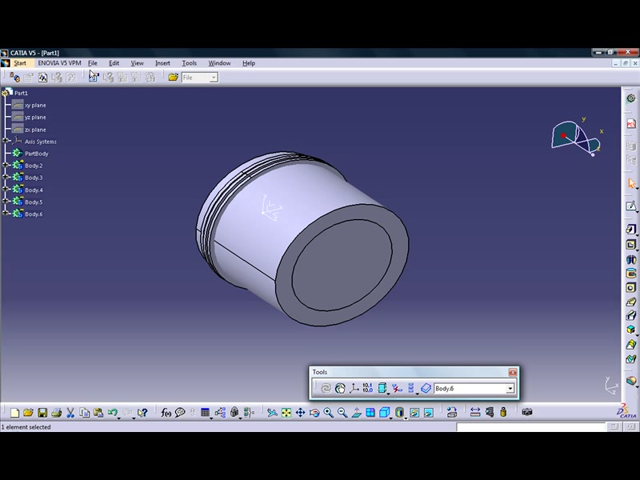 CATIA V5 - [Part1]
Start ENOVIA V5 VPM File Edit View Insert Tools Window Help
File
Part1
xy plane
yz plane
zx plane
Axis Systems
PartBody
Body.2
Body.3
Body.4
Body.5
Body.6
y
x
z
Tools
Body.6
f(x)
CATIA
1 element selected